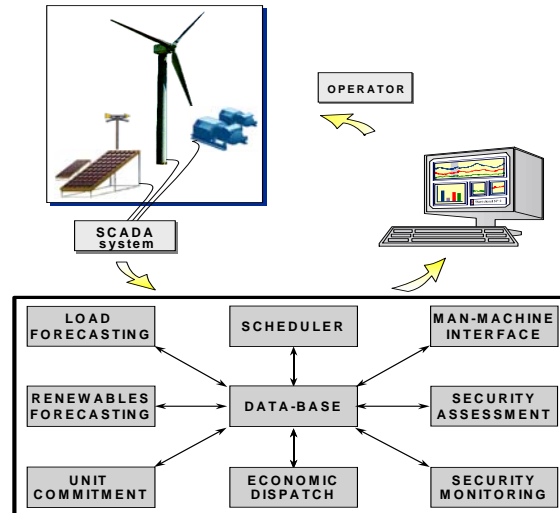 OPERATOR
SCADA
system
LOAD
FORECASTING
SCHEDULER
MAN-MACHINE
INTERFACE
RENEWABLES
FORECASTING
DATA-BASE
SECURITY
ASSESSMENT
UNIT
COMMITMENT
ECONOMIC
DISPATCH
SECURITY
MONITORING